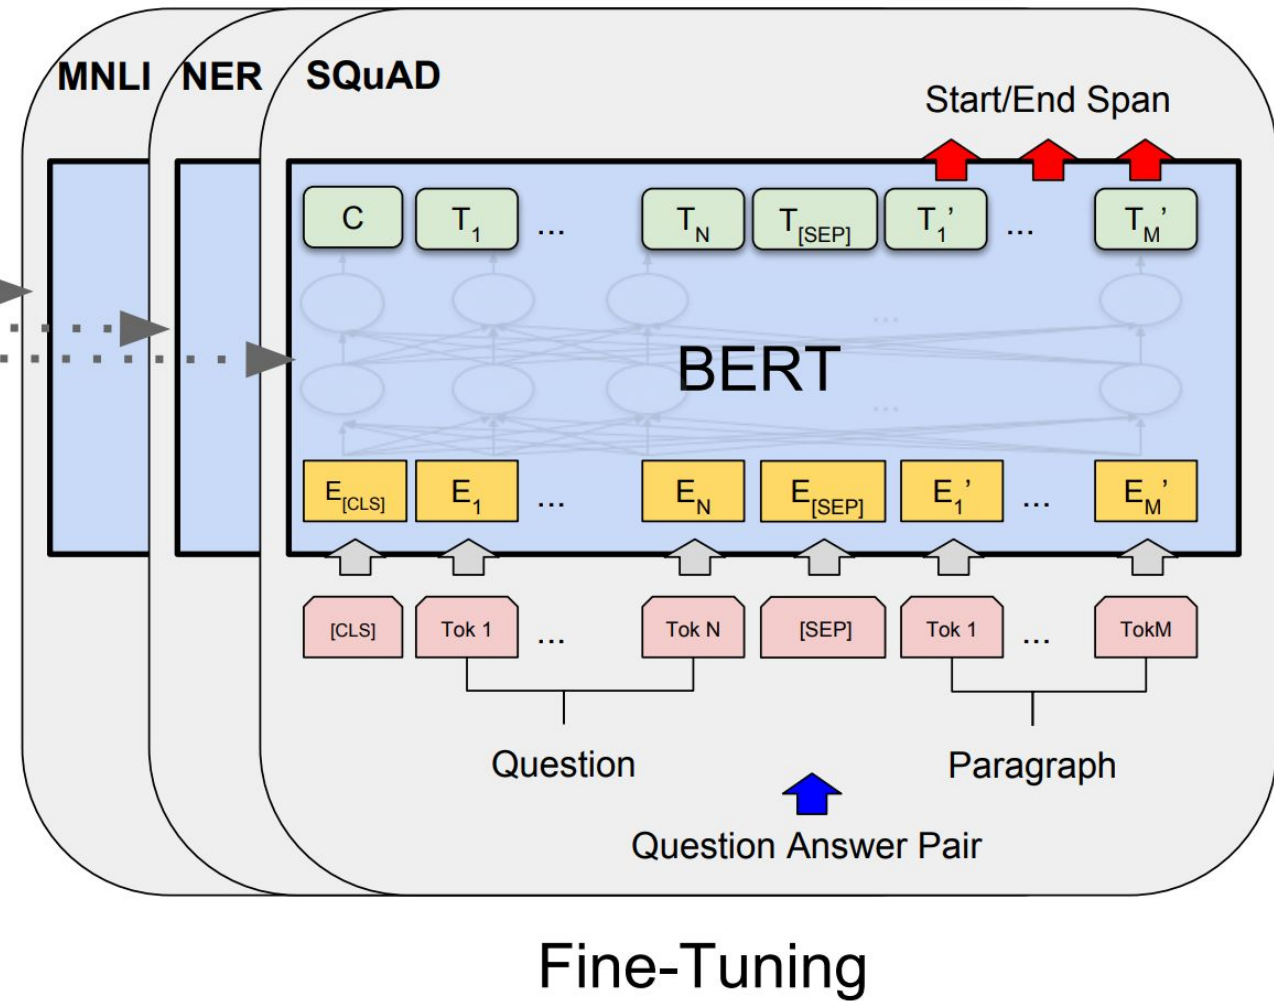 MNLI NER SQuAD
Start/End Span
C T1 ... TN T[SEP] T1’ ... TM’
...
BERT
...
E[CLS] E1 ... EN E[SEP] E1’ ... EM’
[CLS] Tok 1 ... Tok N [SEP] Tok 1 ... TokM
Question Paragraph
Question Answer Pair
Fine-Tuning